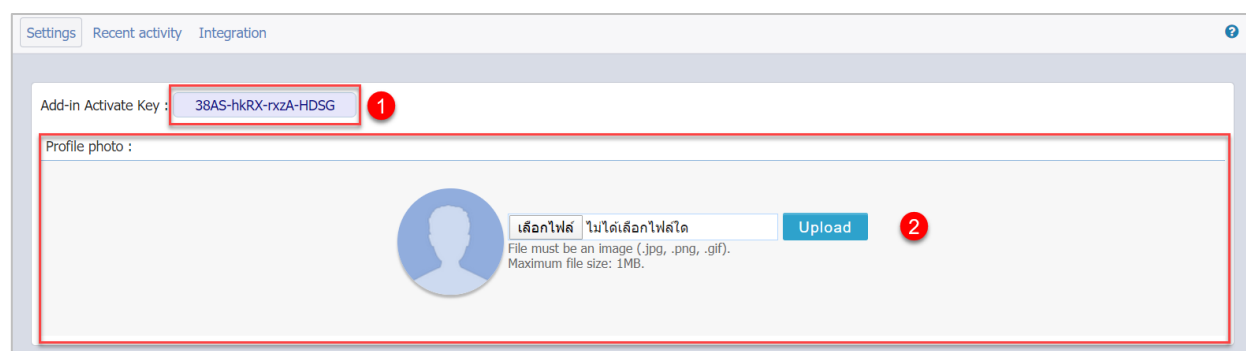 Settings Recent activity Integration
Add-in Activate Key : 38AS-hkRX-rxzA-HDSG 1
Profile photo :
เลือกไฟล์ ไม่ได้เลือกไฟล์ใด Upload 2
File must be an image (.jpg, .png, .gif).
Maximum file size: 1MB.